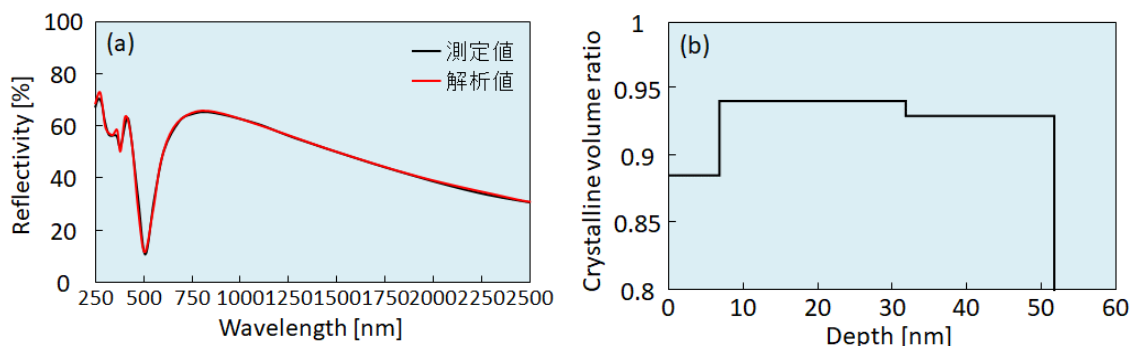 (a)
測定値
解析値
100
80
60
40
20
0
Reflectivity [%]
250 500 750 1000 1250 1500 1750 2000 2250 2500
Wavelength [nm]
(b)
1
0.95
0.9
0.85
0.8
Crystalline volume ratio
0 10 20 30 40 50 60
Depth [nm]